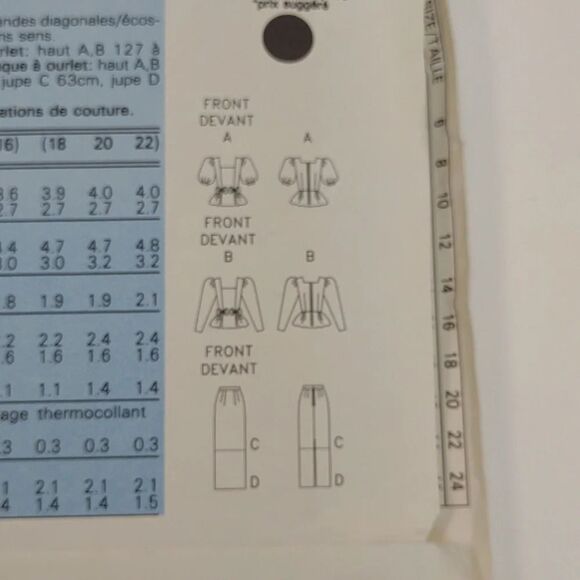 *prix suggéré
andes diagonales/écos-
ns sens.
rlet: haut A,B 127 à
gue à ourlet: haut A,B
jupe C 63cm, jupe D
ations de couture.
16) (18 20 22)
3.6 3.9 4.0 4.0
2.7 2.7 2.7 2.7
4.4 4.7 4.7 4.8
3.0 3.0 3.2 3.2
.8 1.9 1.9 2.1
.2 2.2 2.4 2.4
.6 1.6 1.6 1.6
.1 1.1 1.4 1.4
age thermocollant
.3 0.3 0.3 0.3
.1 2.1 2.1 2.1
.4 1.4 1.4 1.5
FRONT
DEVANT
A A
FRONT
DEVANT
B B
FRONT
DEVANT
C C
D D
SIZE/TAILLE
6 8 10 12 14 16 18 20 22 24